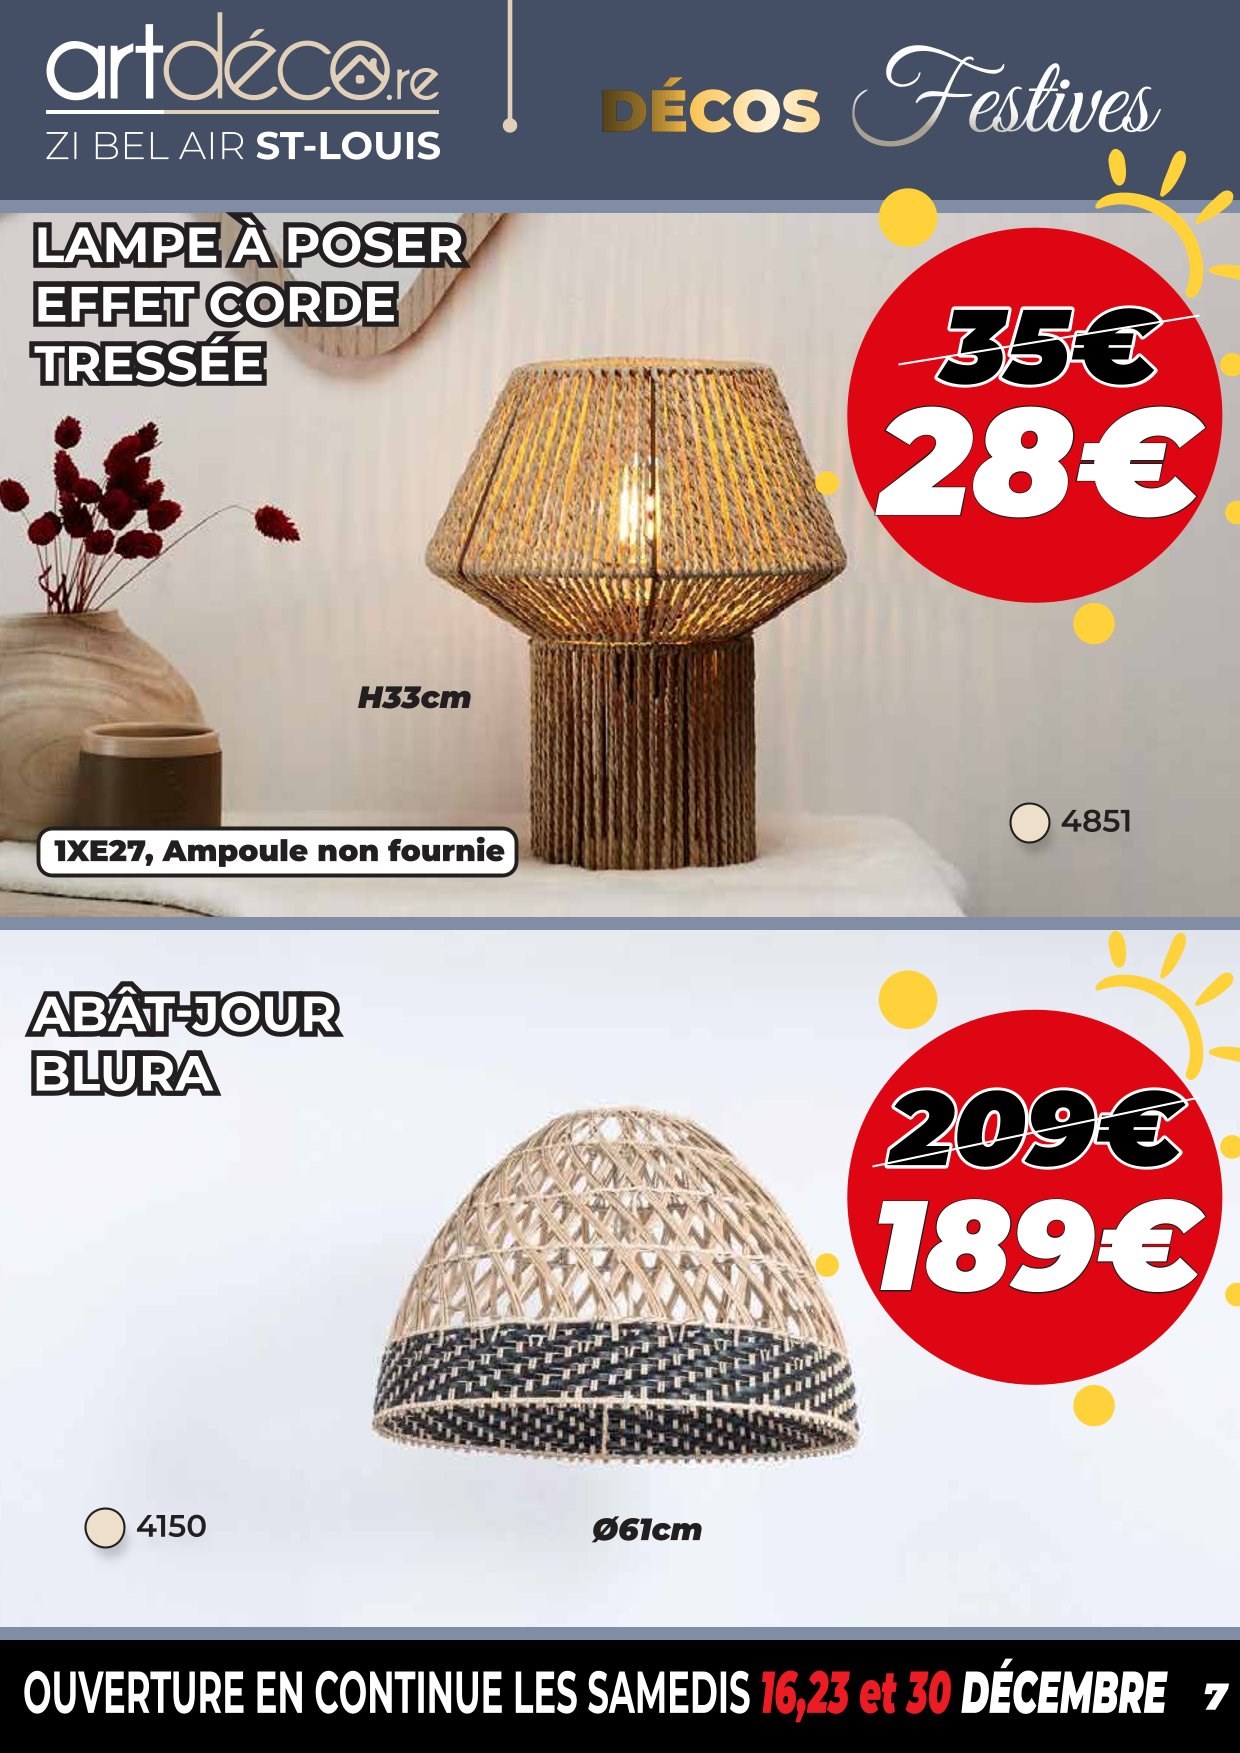 artdéco.re
ZI BEL AIR ST-LOUIS
DÉCOS Festives
LAMPE À POSER
EFFET CORDE
TRESSÉE
35€
28€
H33cm
4851
1XE27, Ampoule non fournie
ABÂT-JOUR
BLURA
209€
189€
4150
Ø61cm
OUVERTURE EN CONTINUE LES SAMEDIS 16,23 et 30 DÉCEMBRE 7